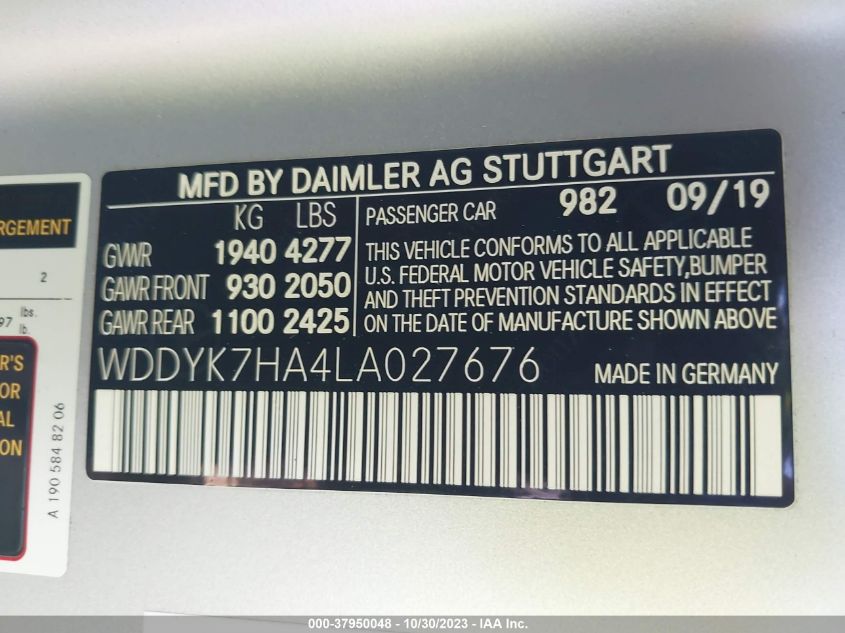 MFD BY DAIMLER AG STUTTGART
KG LBS
GVWR 1940 4277
GAWR FRONT 930 2050
GAWR REAR 1100 2425
PASSENGER CAR 982 09/19
THIS VEHICLE CONFORMS TO ALL APPLICABLE
U.S. FEDERAL MOTOR VEHICLE SAFETY,BUMPER
AND THEFT PREVENTION STANDARDS IN EFFECT
ON THE DATE OF MANUFACTURE SHOWN ABOVE
WDDYK7HA4LA027676 MADE IN GERMANY
RGEMENT
2
97 lbs.
lb.
R'S
OR
AL
ON
A 190 584 82 06
000-37950048 - 10/30/2023 - IAA Inc.